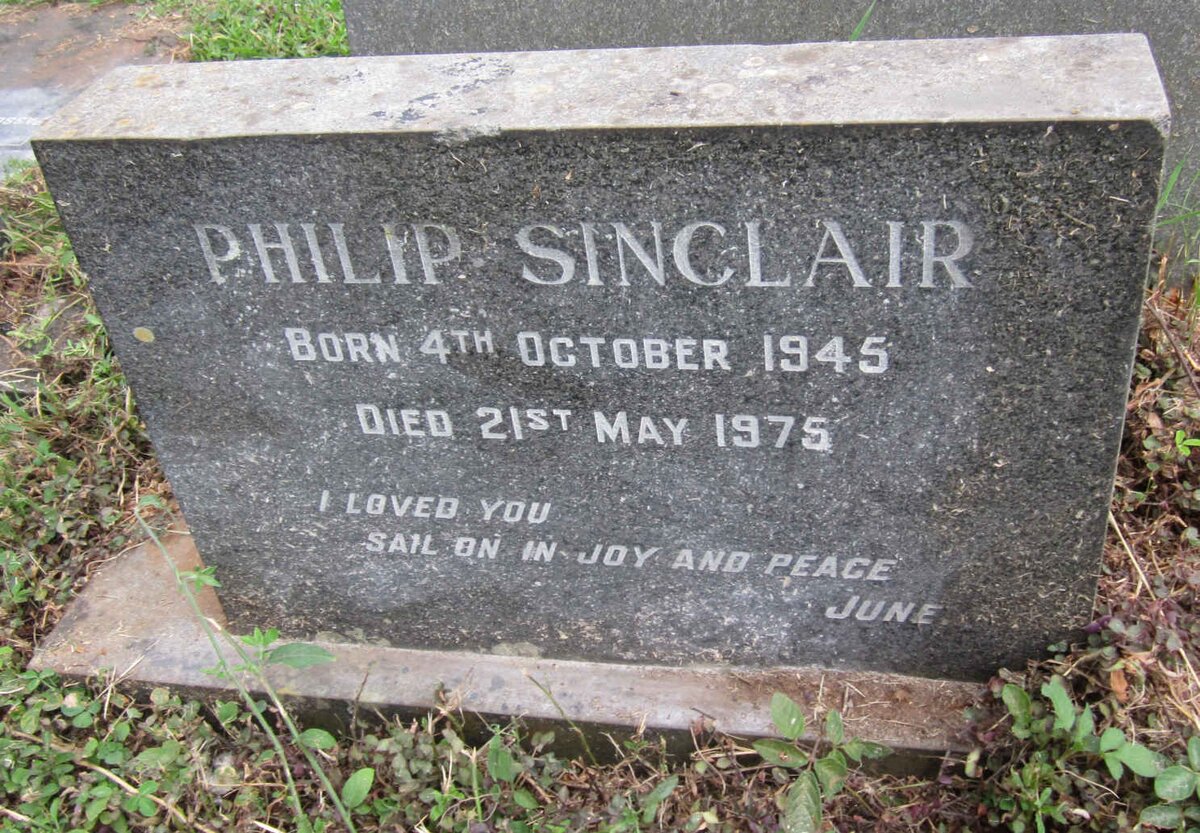 PHILIP SINCLAIR
BORN 4TH OCTOBER 1945
DIED 21ST MAY 1975
I LOVED YOU
SAIL ON IN JOY AND PEACE
JUNE